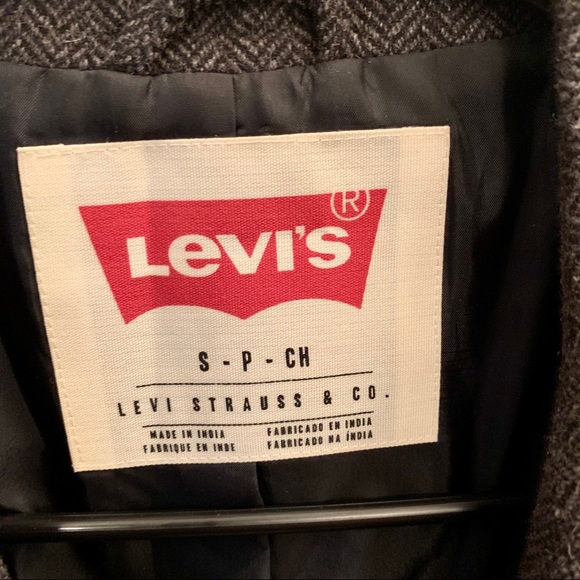 LEVI'S ®
S - P - CH
LEVI STRAUSS & CO.
MADE IN INDIA
FABRIQUE EN INDE
FABRICADO EN INDIA
FABRICADO NA ÍNDIA